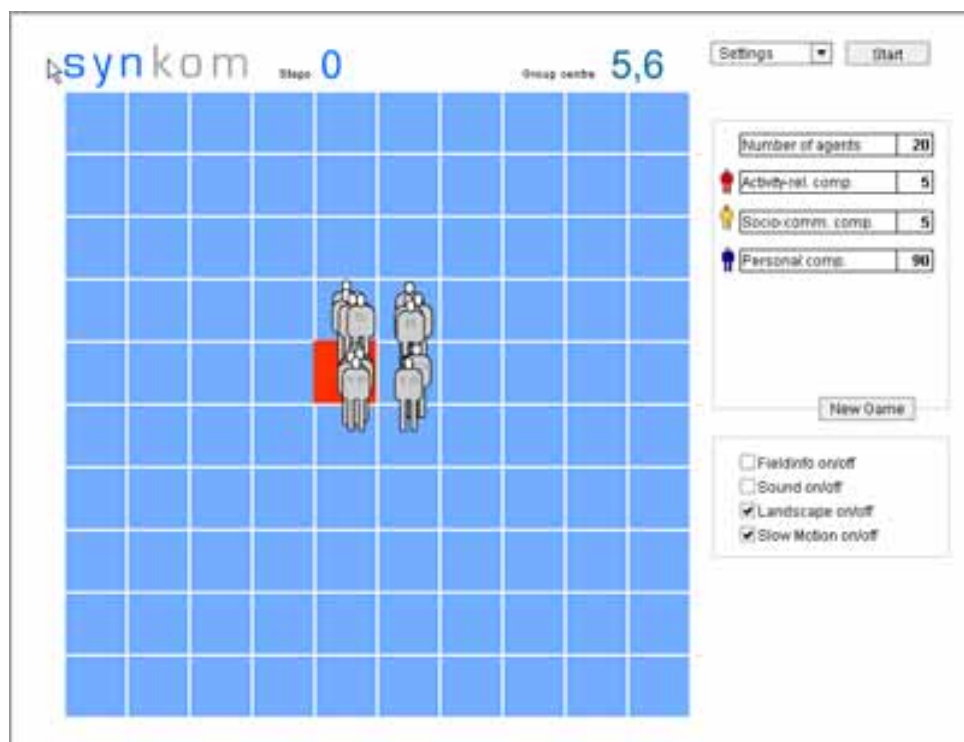 synkom
Steps 0
Group centre 5,6
Settings
Start
Number of agents 20
Activity-rel. comp. 5
Socio-comm. comp. 5
Personal comp. 90
New Game
Fieldinfo on/off
Sound on/off
Landscape on/off
Slow Motion on/off